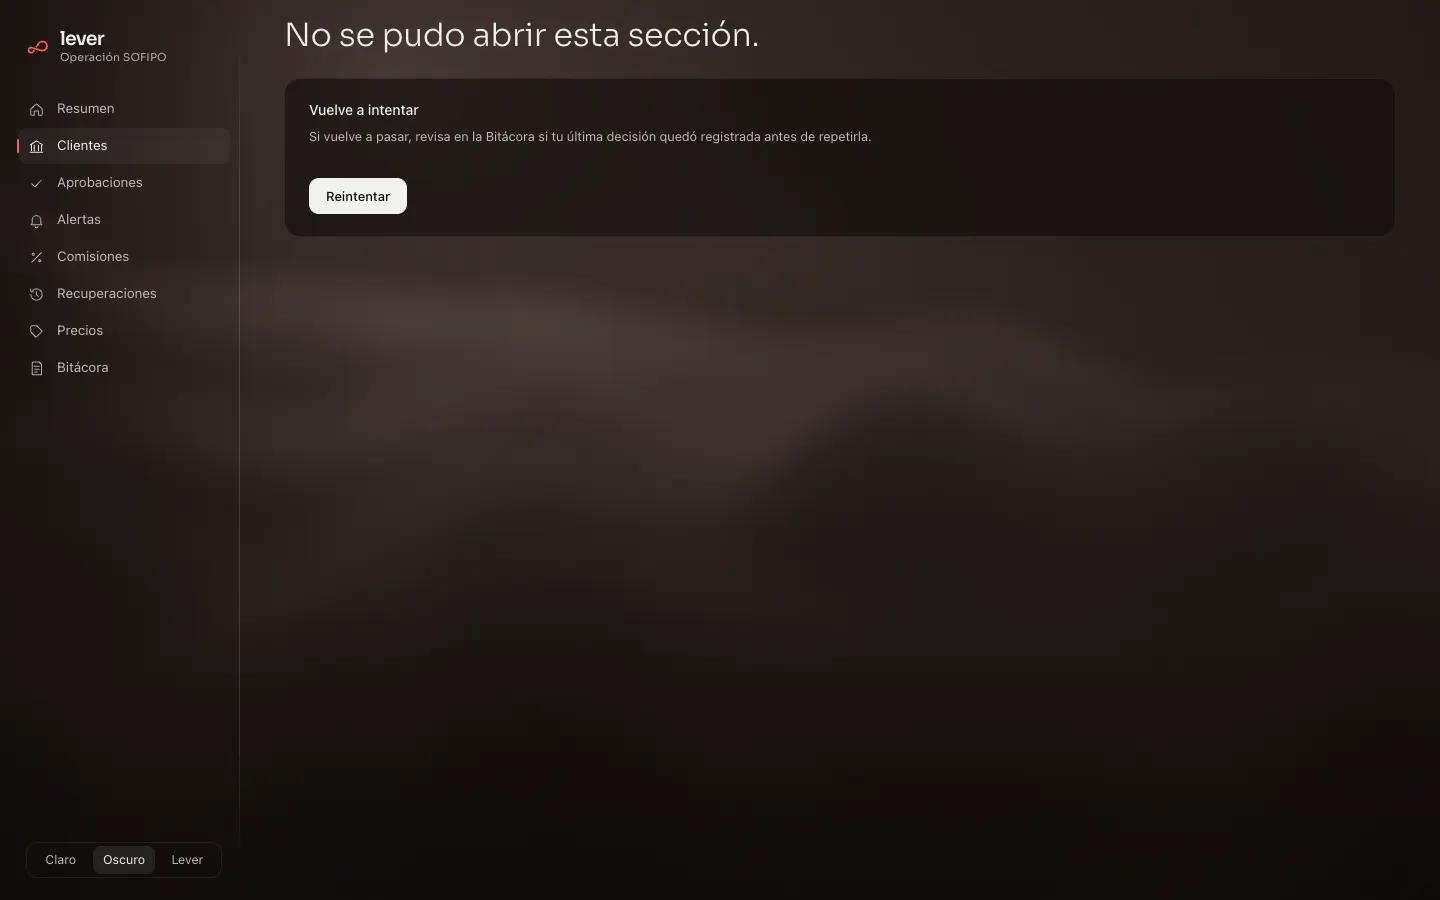 lever
Operación SOFIPO
Resumen
Clientes
Aprobaciones
Alertas
Comisiones
Recuperaciones
Precios
Bitácora
Claro
Oscuro
Lever
No se pudo abrir esta sección.
Vuelve a intentar
Si vuelve a pasar, revisa en la Bitácora si tu última decisión quedó registrada antes de repetirla.
Reintentar